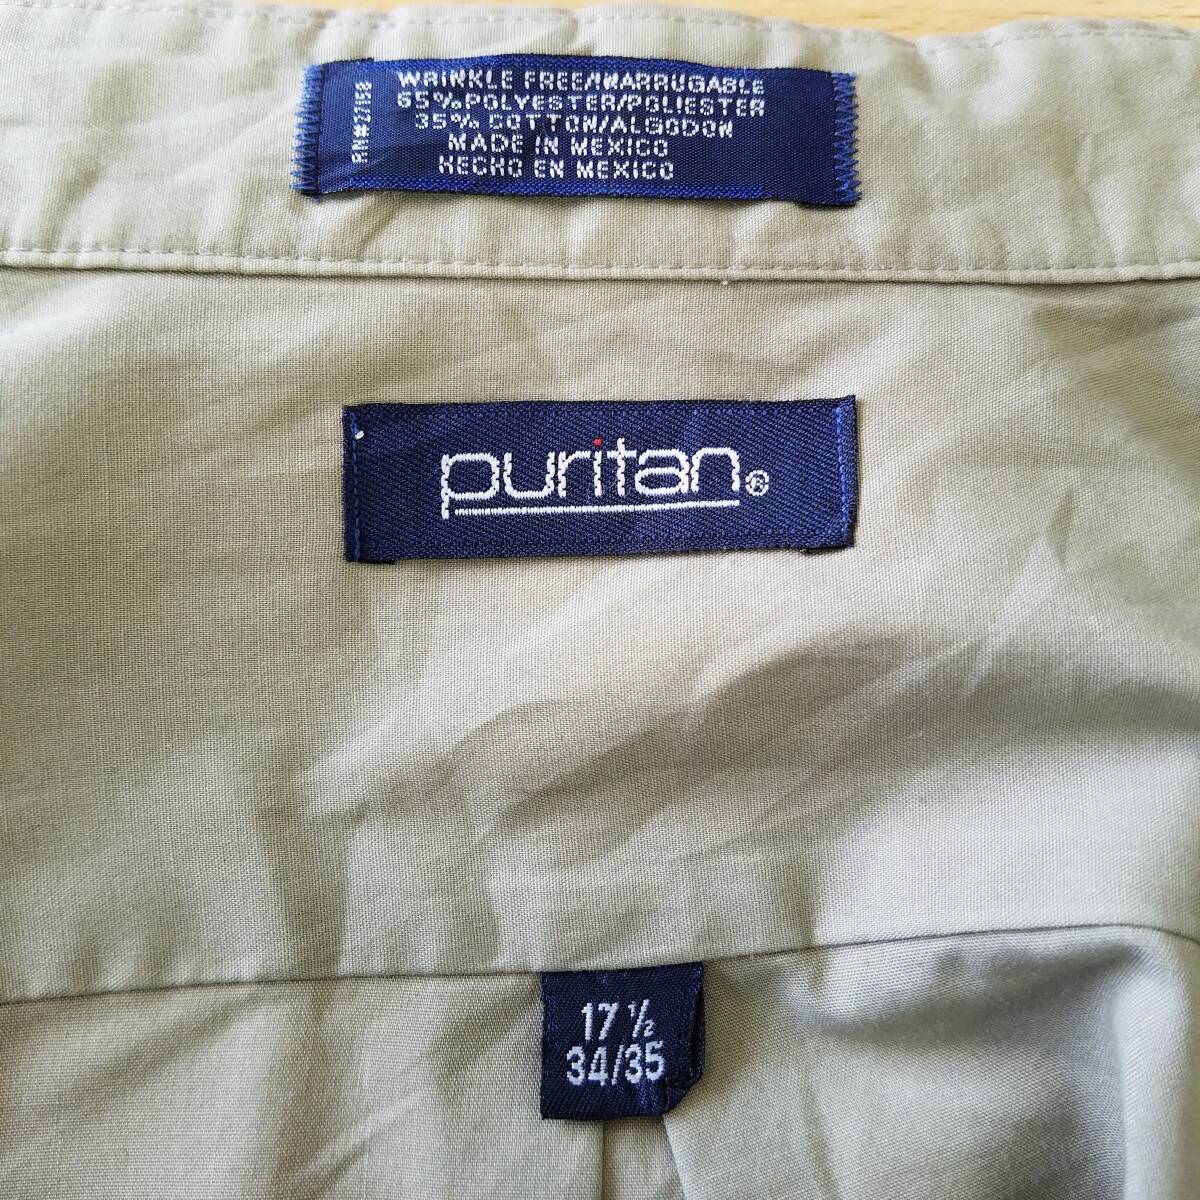 WRINKLE FREE/INARRUGABLE
65% POLYESTER/POLIESTER
35% COTTON/ALGODON
MADE IN MEXICO
HECHO EN MEXICO
puritan®
17 ½
34/35